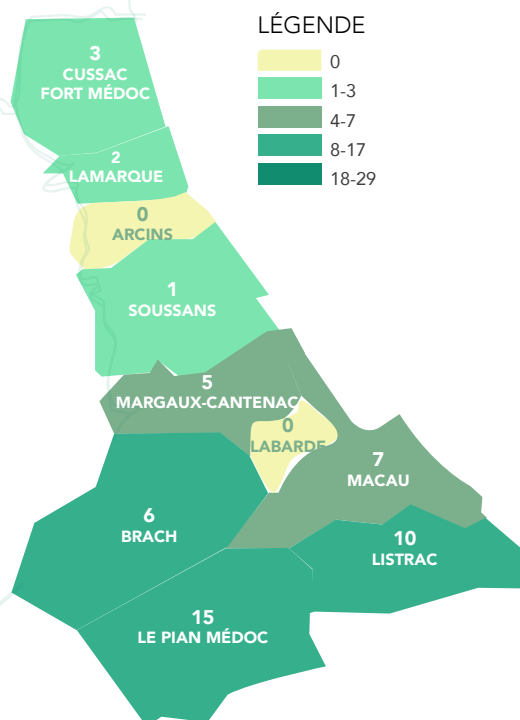 LÉGENDE
0
1-3
4-7
8-17
18-29
3
CUSSAC
FORT MÉDOC
2
LAMARQUE
0
ARCINS
1
SOUSSANS
5
MARGAUX-CANTENAC
0
LABARDE
7
MACAU
6
BRACH
10
LISTRAC
15
LE PIAN MÉDOC